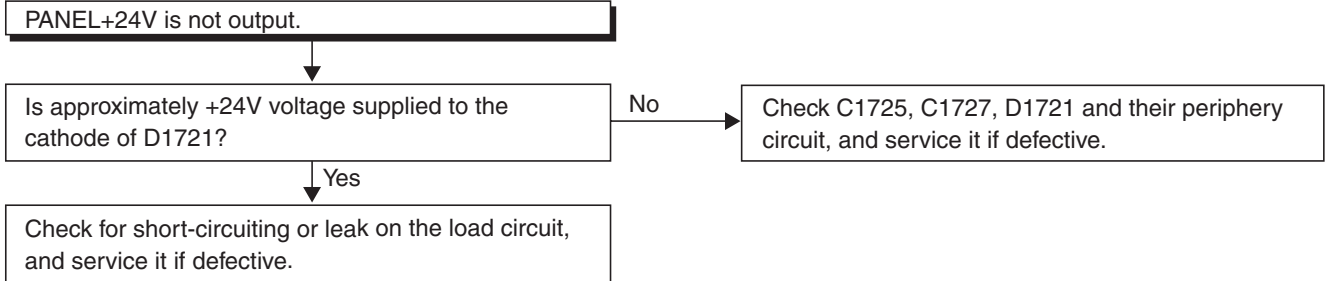 PANEL+24V is not output.
Is approximately +24V voltage supplied to the
cathode of D1721?
No
Check C1725, C1727, D1721 and their periphery
circuit, and service it if defective.
Yes
Check for short-circuiting or leak on the load circuit,
and service it if defective.